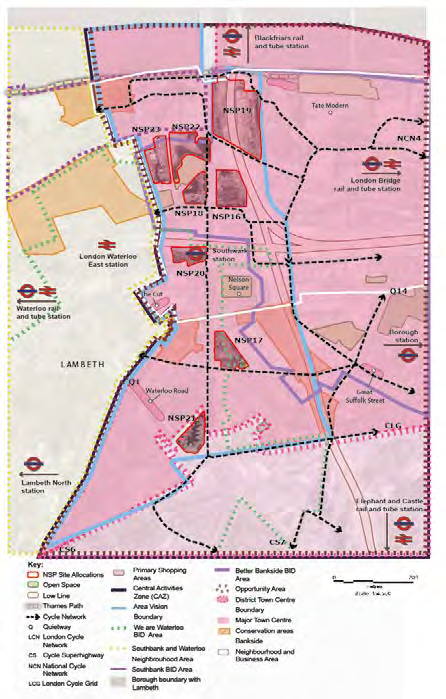 Blackfriars rail
and tube station
Tate Modern
NSP19
NSP23
NSP22
NCN4
London Bridge
rail and tube station
NSP18
NSP16
London Waterloo
East station
Southwark
station
NSP20
Nelson
Square
The Cut
Waterloo rail
and tube station
Q14
Borough
station
NSP17
LAMBETH
Q1
Waterloo Road
Great
Suffolk Street
NSP21
CLG
Lambeth North
station
Elephant and Castle
rail and tube station
CS7
CS6
Key:
NSP Site Allocations
Open Space
Low Line
Thames Path
Cycle Network
Q Quietway
LCN London Cycle
Network
CS Cycle Superhighway
NCN National Cycle
Network
LCG London Cycle Grid
Primary Shopping
Areas
Central Activities
Zone (CAZ)
Area Vision
Boundary
We are Waterloo
BID Area
Southbank and Waterloo
Neighbourhood Area
Southbank BID Area
Borough boundary with
Lambeth
Better Bankside BID
Area
Opportunity Area
District Town Centre
Boundary
Major Town Centre
Conservation areas
Bankside
Neighbourhood and
Business Area
0